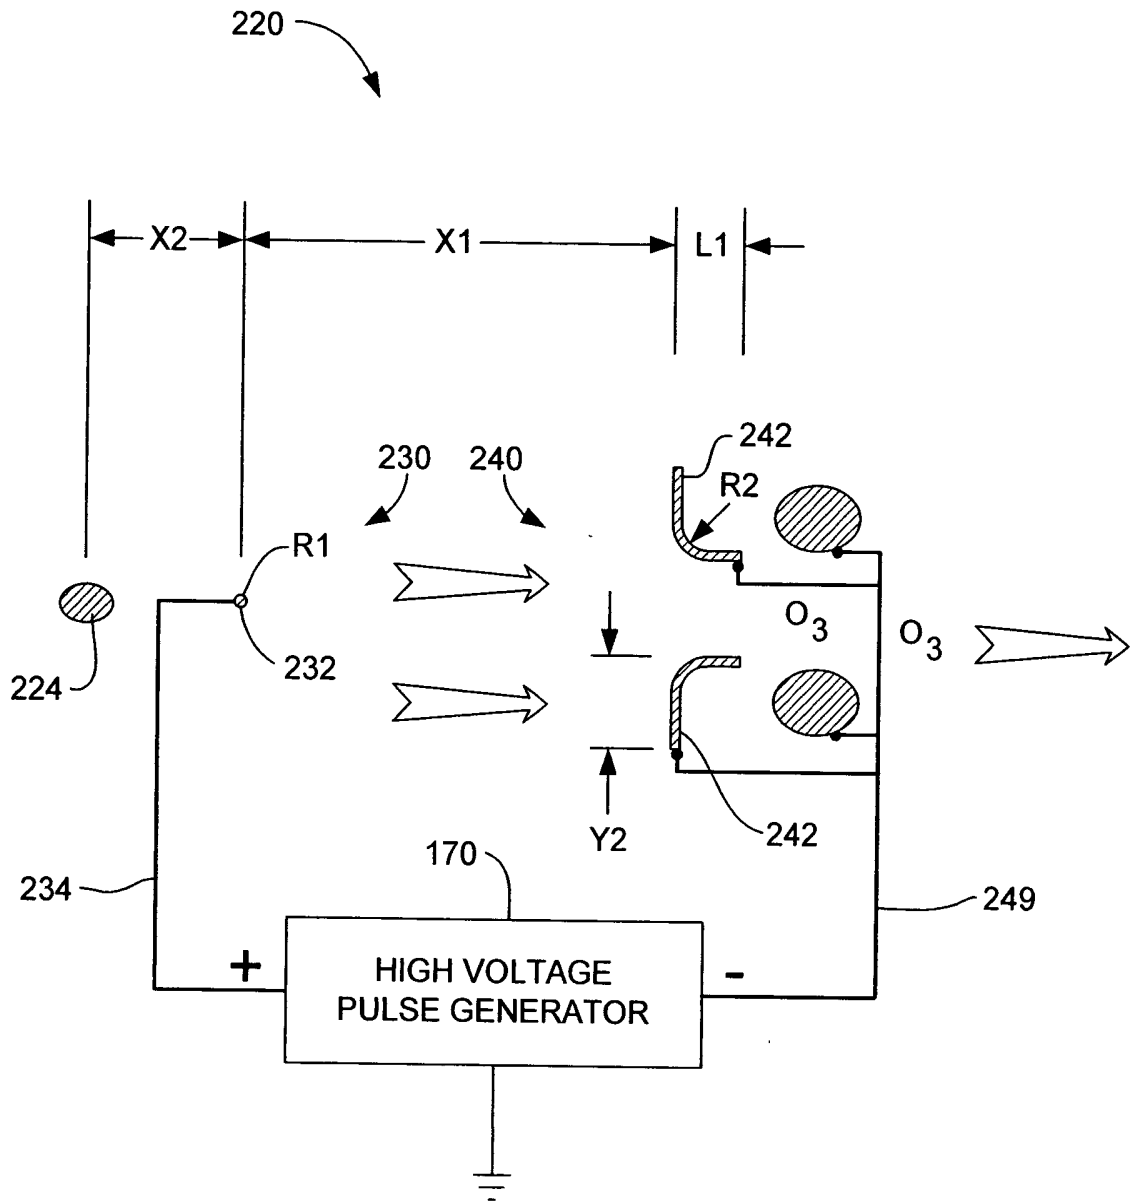 220
X2
X1
L1
242
230
240
R2
R1
O3
O3
232
224
Y2
242
170
234
249
+
HIGH VOLTAGE
PULSE GENERATOR
-